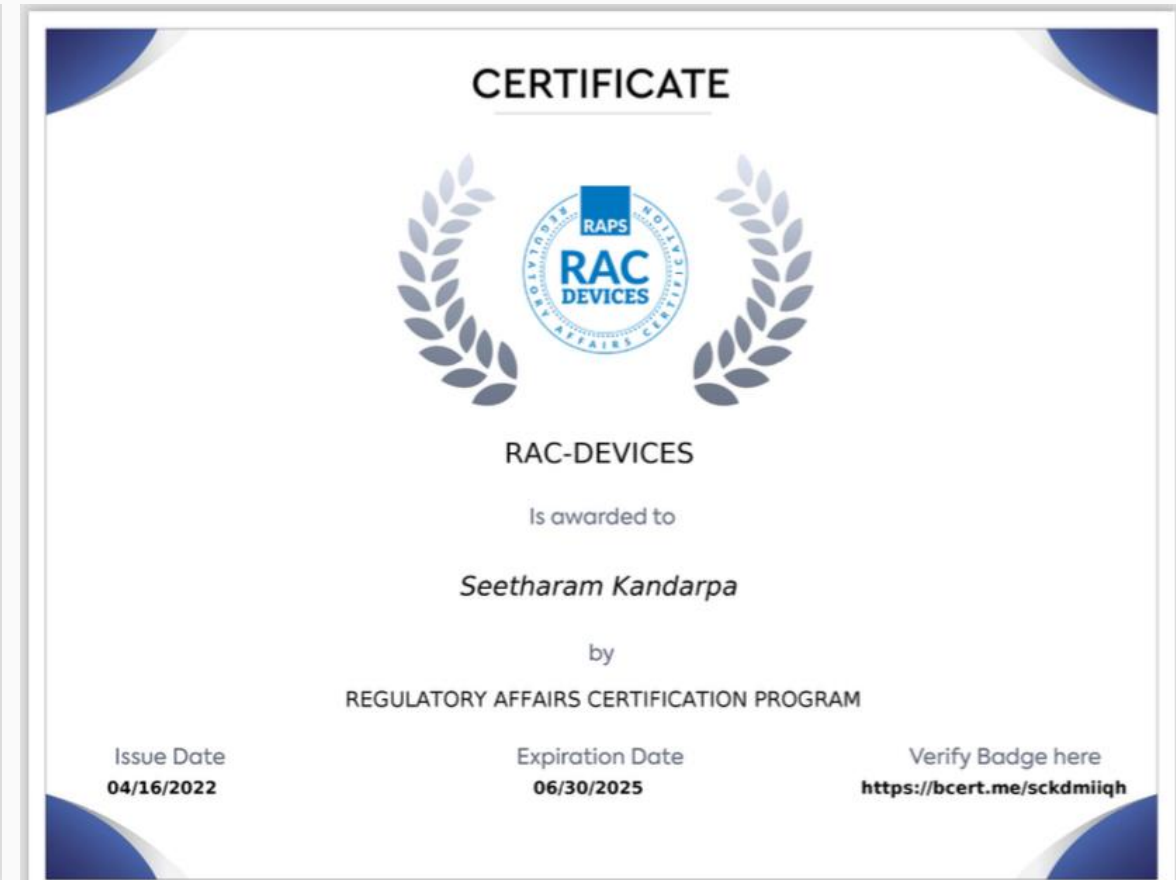 CERTIFICATE
RAPS
RAC
DEVICES
REGULATORY AFFAIRS CERTIFICATION
RAC-DEVICES
Is awarded to
Seetharam Kandarpa
by
REGULATORY AFFAIRS CERTIFICATION PROGRAM
Issue Date Expiration Date Verify Badge here
04/16/2022 06/30/2025 https://bcert.me/sckdmiiqh